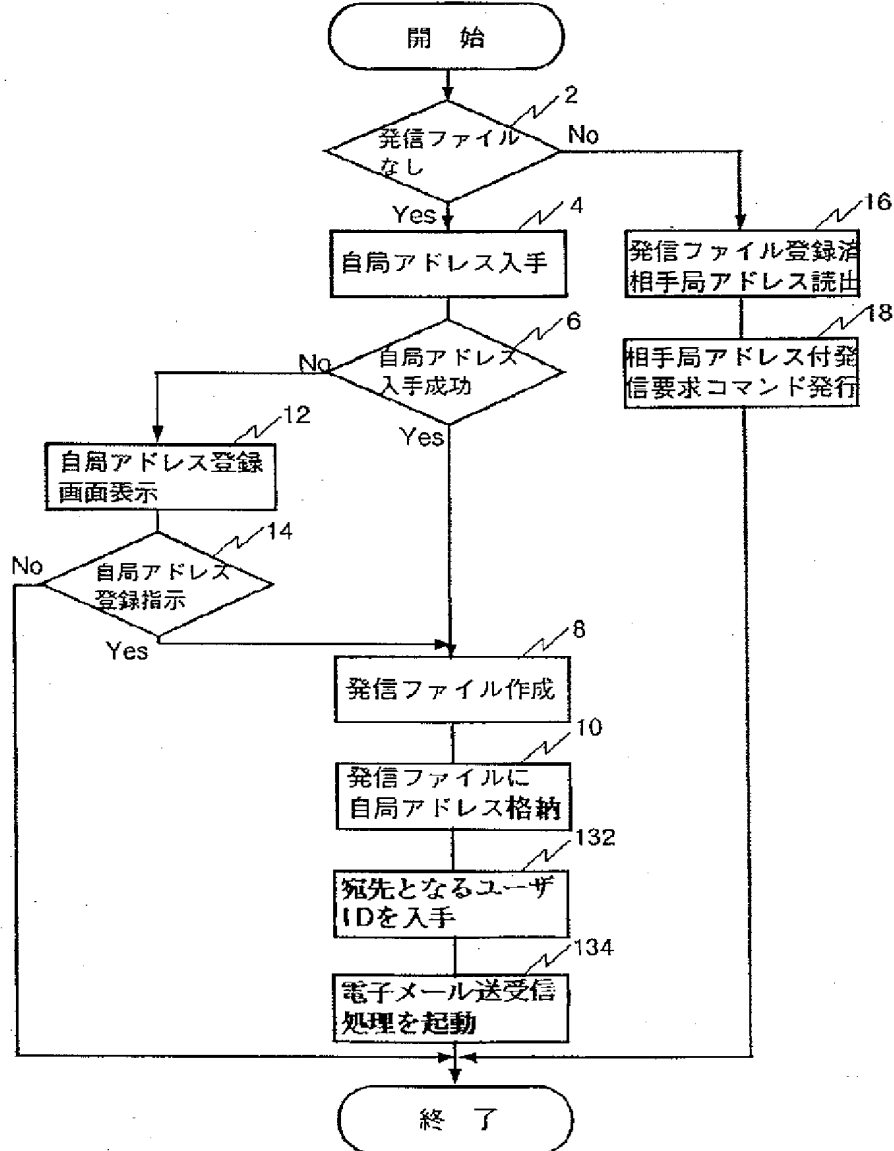 開 始
2
発信ファイル
なし
No
Yes
4
自局アドレス入手
16
発信ファイル登録済
相手局アドレス読出
6
自局アドレス
入手成功
No
Yes
18
相手局アドレス付発
信要求コマンド発行
12
自局アドレス登録
画面表示
14
自局アドレス
登録指示
No
Yes
8
発信ファイル作成
10
発信ファイルに
自局アドレス格納
132
宛先となるユーザ
IDを入手
134
電子メール送受信
処理を起動
終 了